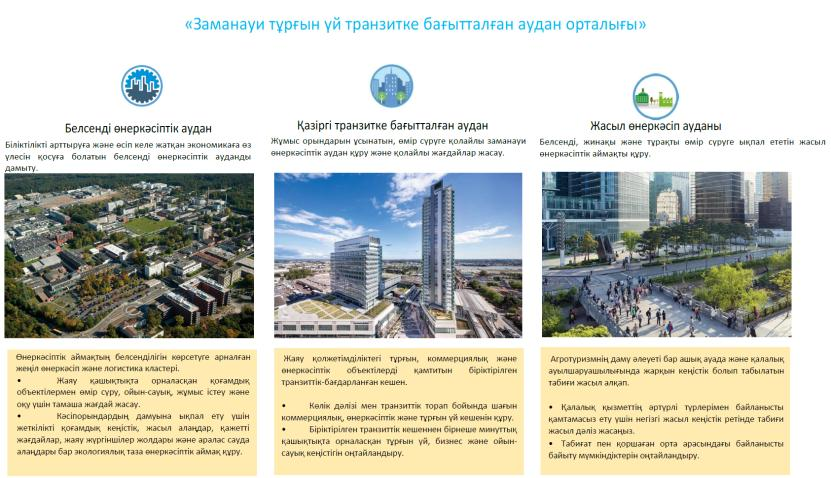 «Заманауи тұрғын үй транзитке бағытталған аудан орталығы»
Белсенді өнеркәсіптік аудан
Біліктілікті арттыруға және өсіп келе жатқан экономикаға өз
үлесін қосуға болатын белсенді өнеркәсіптік ауданды
дамыту.
Өнеркәсіптік аймақтың белсенділігін көрсетуге арналған
жеңіл өнеркәсіп және логистика кластері.
• Жаяу қашықтықта орналасқан қоғамдық
объектілермен өмір сүру, ойын-сауық, жұмыс істеу және
оқу үшін тамаша жағдай жасау.
• Кәсіпорындардың дамуына ықпал ету үшін
жеткілікті қоғамдық кеңістік, жасыл алаңдар, қажетті
жағдайлар, жаяу жүргіншілер жолдары және аралас сауда
алаңдары бар экологиялық таза өнеркәсіптік аймақ құру.
Қазіргі транзитке бағытталған аудан
Жұмыс орындарын ұсынатын, өмір сүруге қолайлы заманауи
өнеркәсіптік аудан құру және қолайлы жағдайлар жасау.
Жаяу қолжетімділіктегі тұрғын, коммерциялық және
өнеркәсіптік объектілерді қамтитын біріктірілген
транзиттік-бағдарланған кешен.
• Көлік дәлізі мен транзиттік торап бойында шағын
коммерциялық, өнеркәсіптік және тұрғын үй кешенін құру.
• Біріктірілген транзиттік кешеннен бірнеше минуттық
қашықтықта орналасқан тұрғын үй, бизнес және ойын-
сауық кеңістігін оңтайландыру.
Жасыл өнеркәсіп ауданы
Белсенді, жинақы және тұрақты өмір сүруге ықпал ететін жасыл
өнеркәсіптік аймақты құру.
Агротуризмнің даму әлеуеті бар ашық ауада және қалалық
ауылшаруашылығында жарқын кеңістік болып табылатын
табиғи жасыл алқап.
• Қалалық қызметтің әртүрлі түрлерімен байланысты
қамтамасыз ету үшін негізгі жасыл кеңістік ретінде табиғи
жасыл дәліз жасаңыз.
• Табиғат пен қоршаған орта арасындағы байланысты
байыту мүмкіндіктерін оңтайландыру.